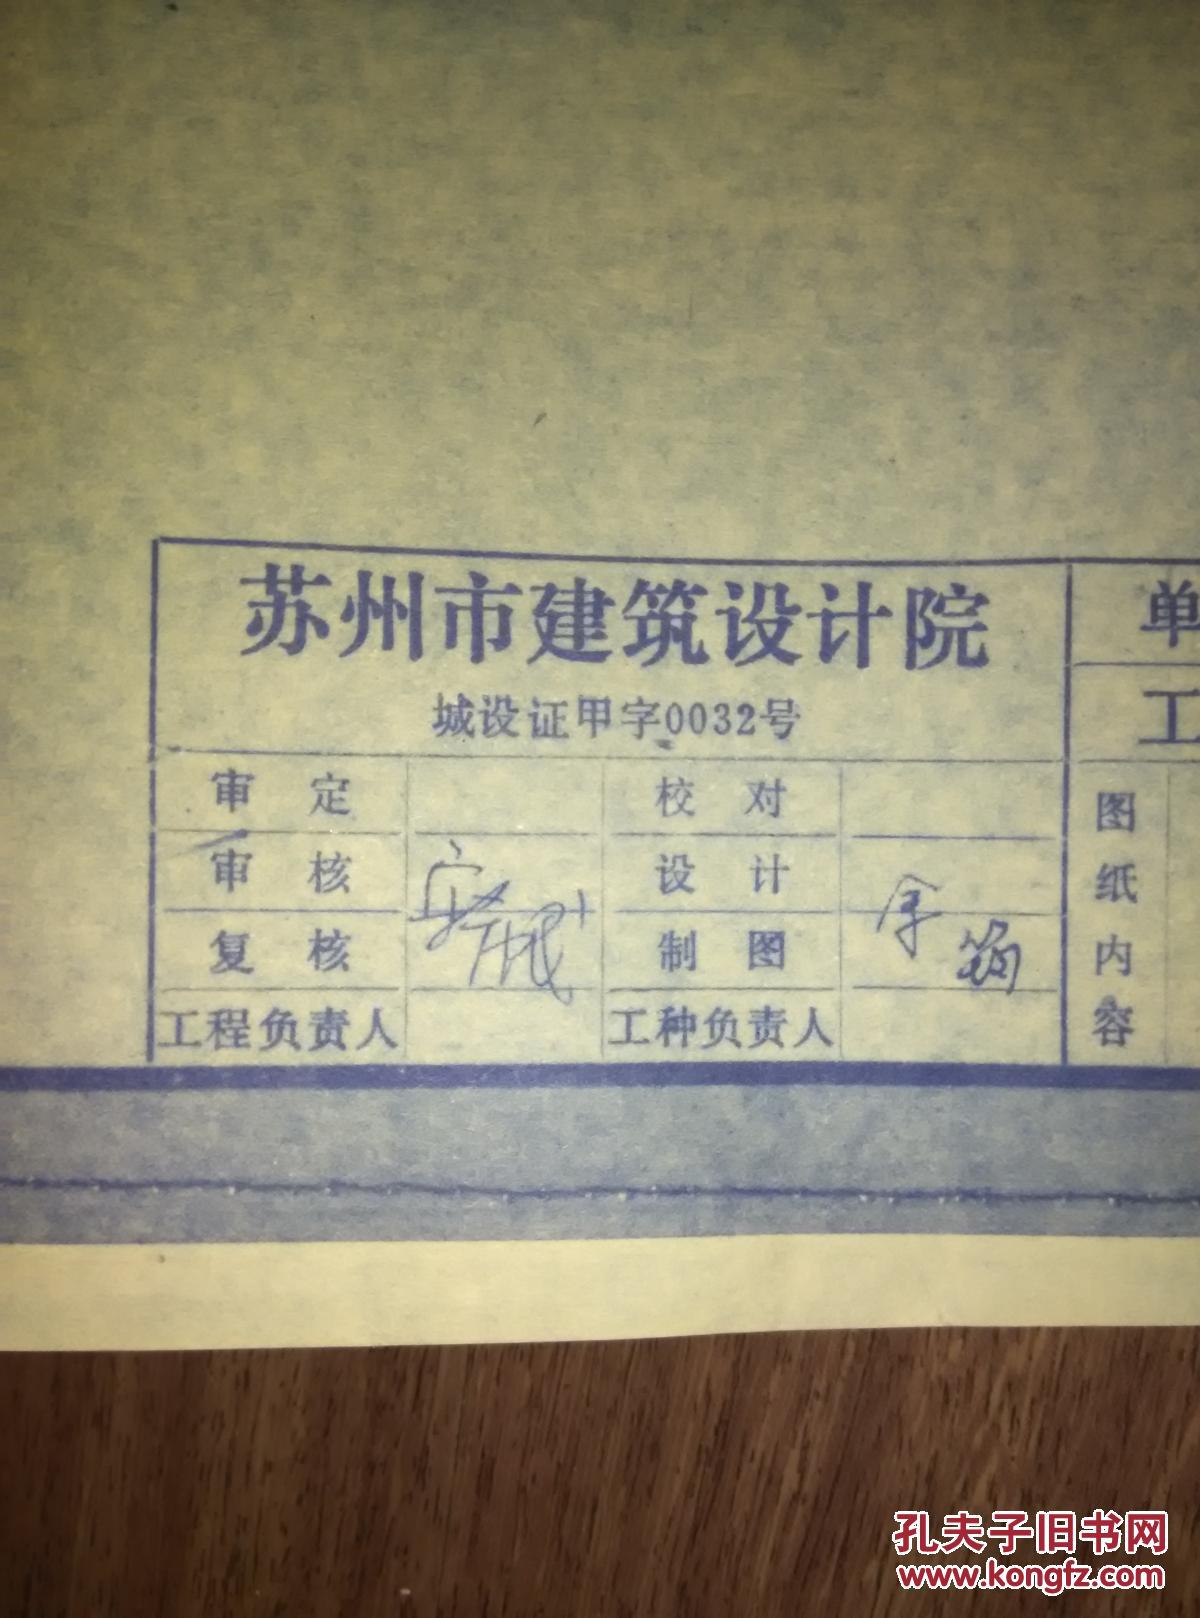 苏州市建筑设计院
城设证甲字0032号
单
工
审定
校对
审核
设计
复核
制图
工程负责人
工种负责人
图纸内容
孔夫子旧书网
www.kongfz.com